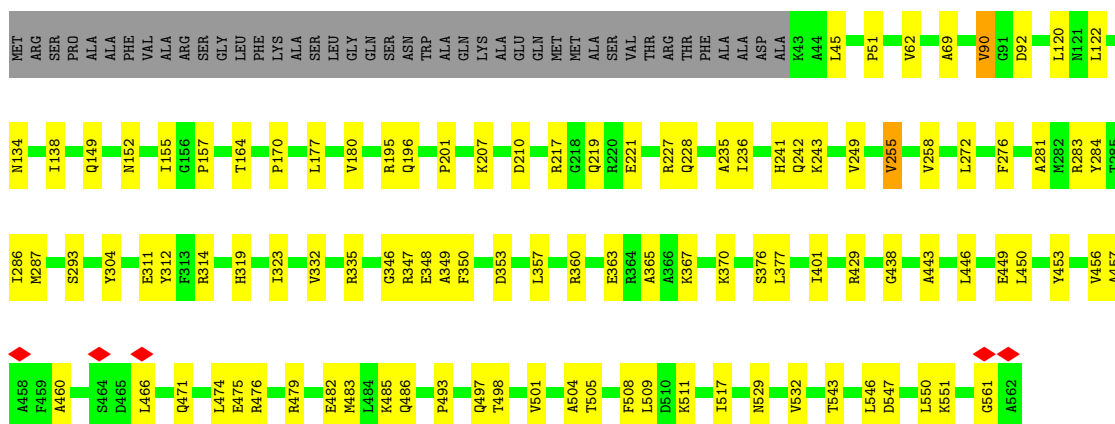 MET ARG SER PRO ALA ALA PHE VAL ALA ARG SER GLY LEU PHE LYS ALA SER LEU GLY GLN SER ASN TRP ALA GLN LYS ALA GLU GLN MET MET ALA SER VAL THR ARG THR PHE ALA ALA ASP ALA K43 A44 L45 P51 V62 A69 V90 G91 D92 L120 N121 L122
N134 I138 Q149 N152 I155 G156 P157 T164 P170 L177 V180 R195 Q196 P201 K207 D210 R217 G218 Q219 R220 E221 R227 Q228 A235 I236 H241 Q242 K243 V249 V255 V258 L272 F276 A281 M282 R283 Y284 T285
I286 M287 S293 Y304 E311 Y312 F313 R314 H319 I323 V332 R335 G346 R347 E348 A349 F350 D353 L357 R360 E363 R364 A365 A366 K367 K370 S376 L377 I401 R429 G438 A443 L446 E449 L450 Y453 V456 A457
A458 F459 A460 S464 D465 L466 Q471 L474 E475 R476 R479 E482 M483 L484 K485 Q486 P493 Q497 T498 V501 A504 T505 F508 L509 D510 K511 I517 N529 V532 T543 L546 D547 L550 K551 G561 A562